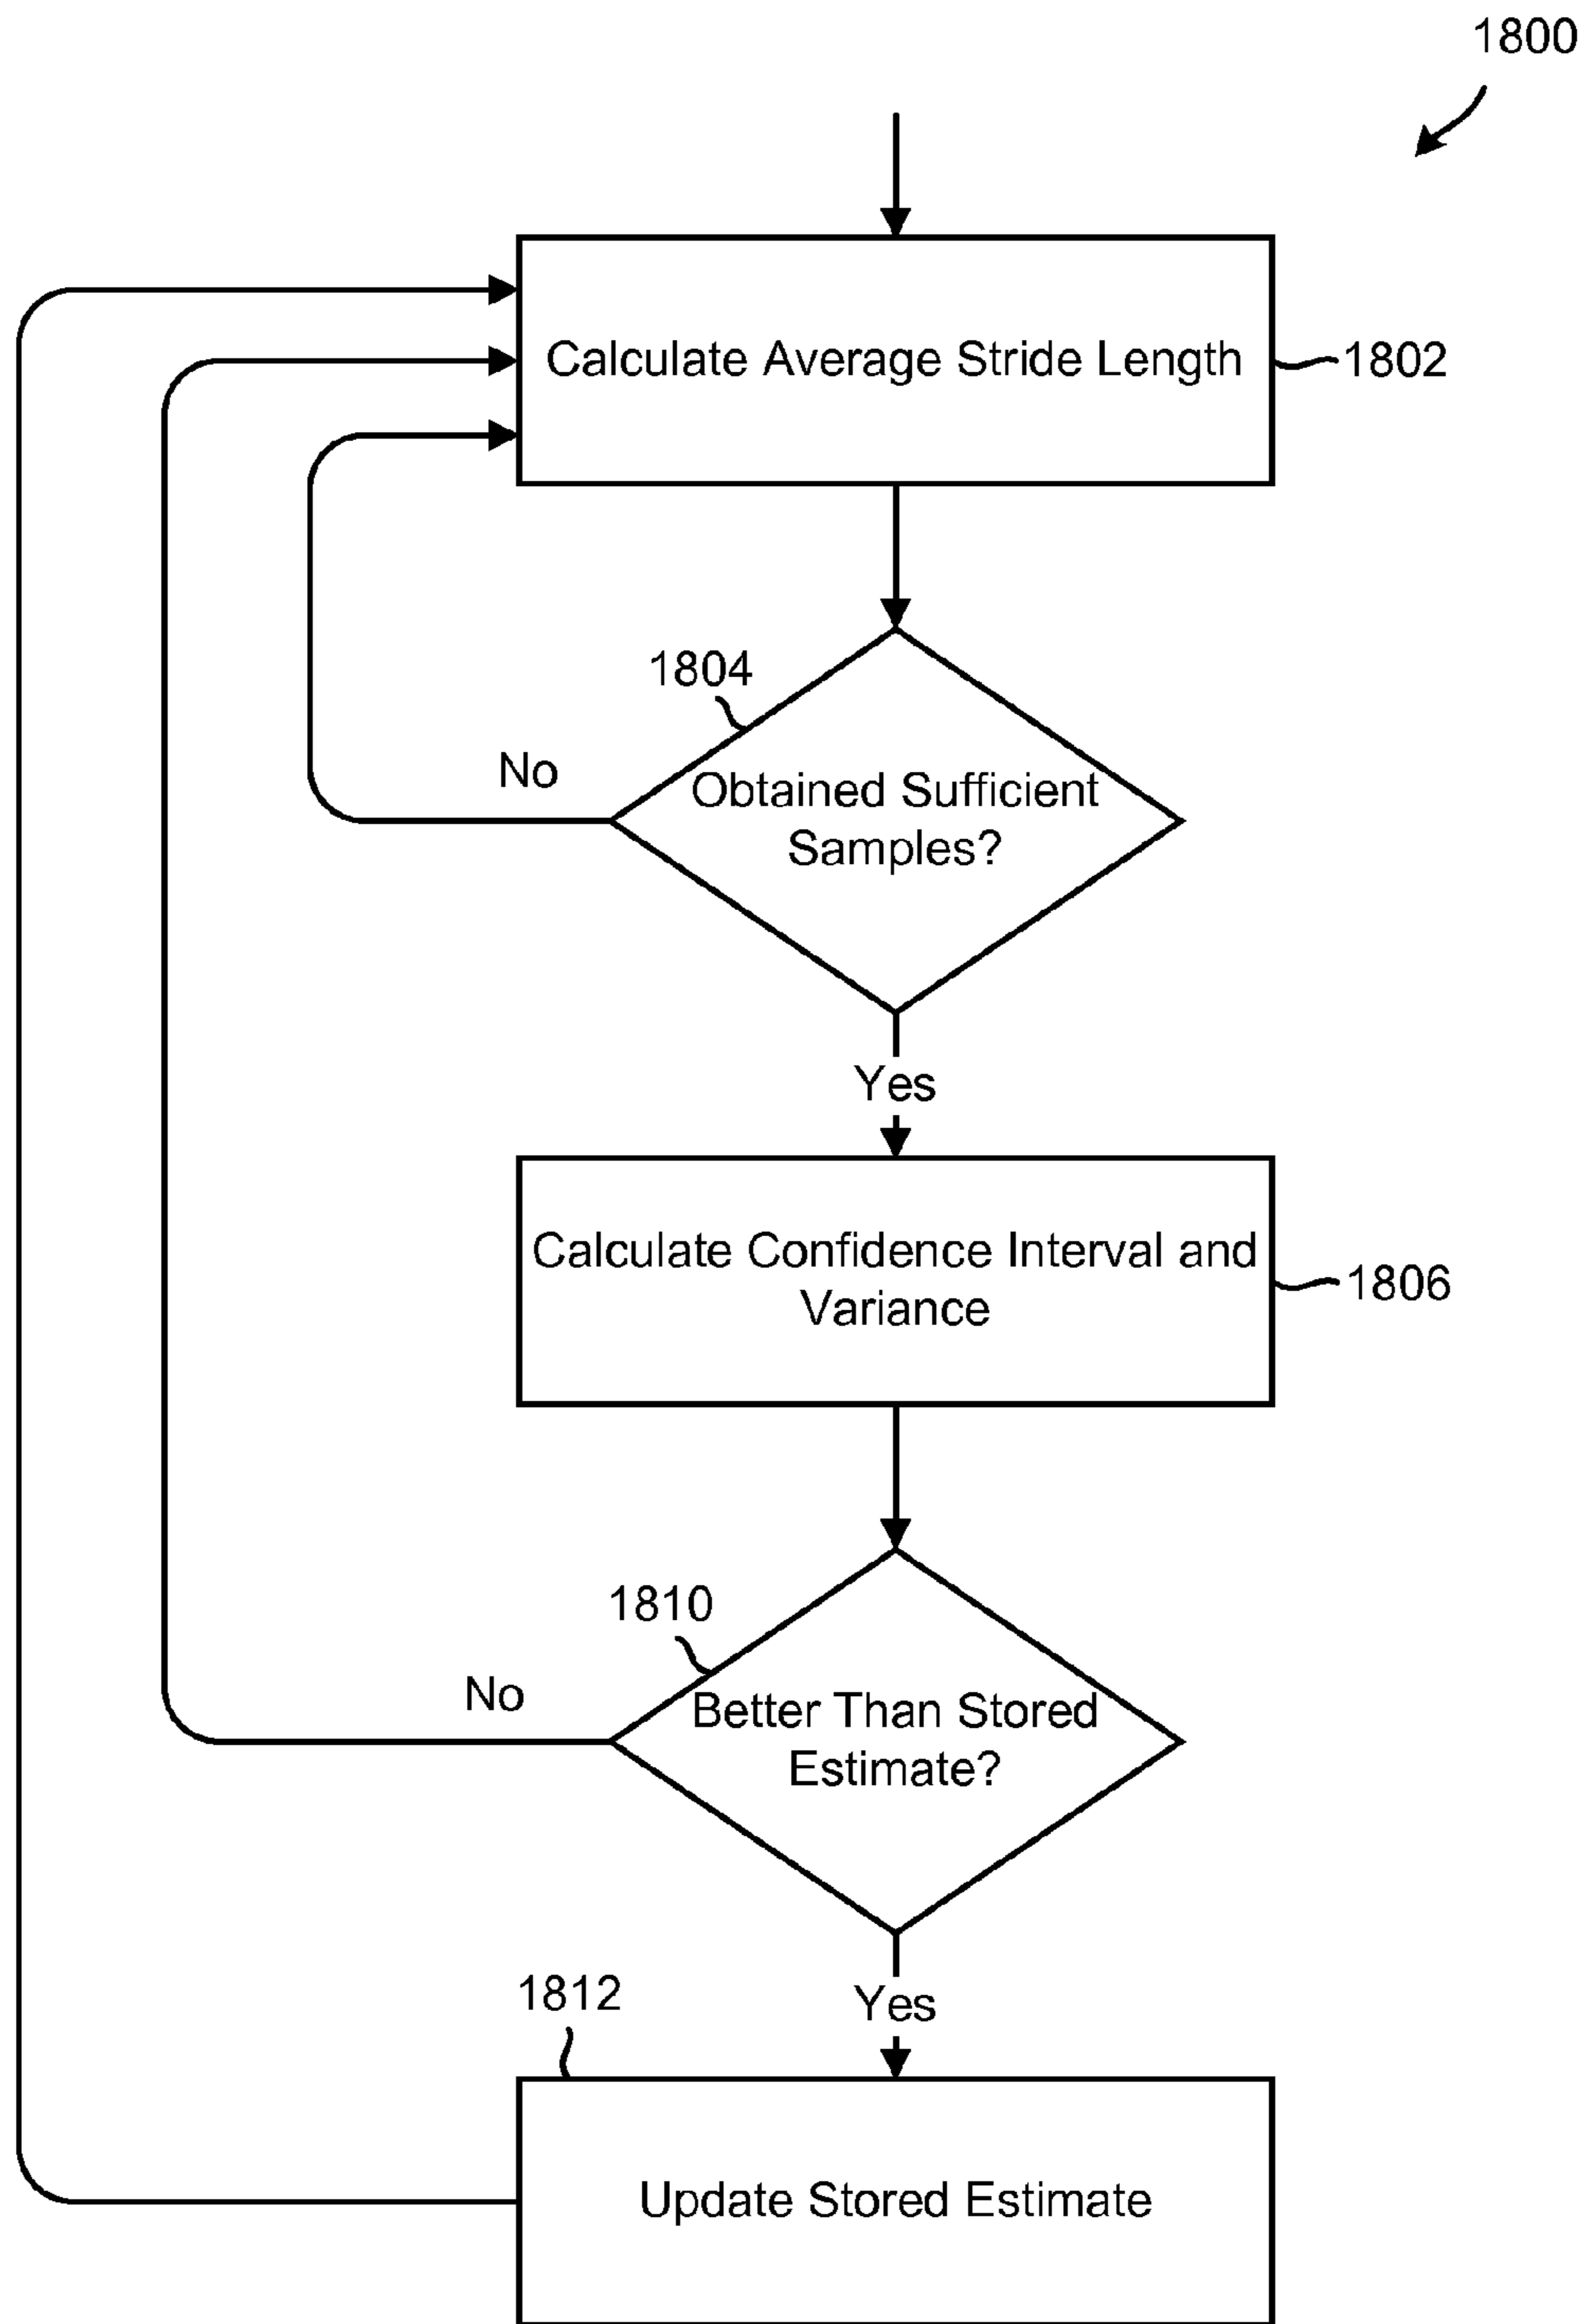 1800
Calculate Average Stride Length
1802
1804
No
Obtained Sufficient
Samples?
Yes
Calculate Confidence Interval and
Variance
1806
1810
No
Better Than Stored
Estimate?
Yes
1812
Update Stored Estimate